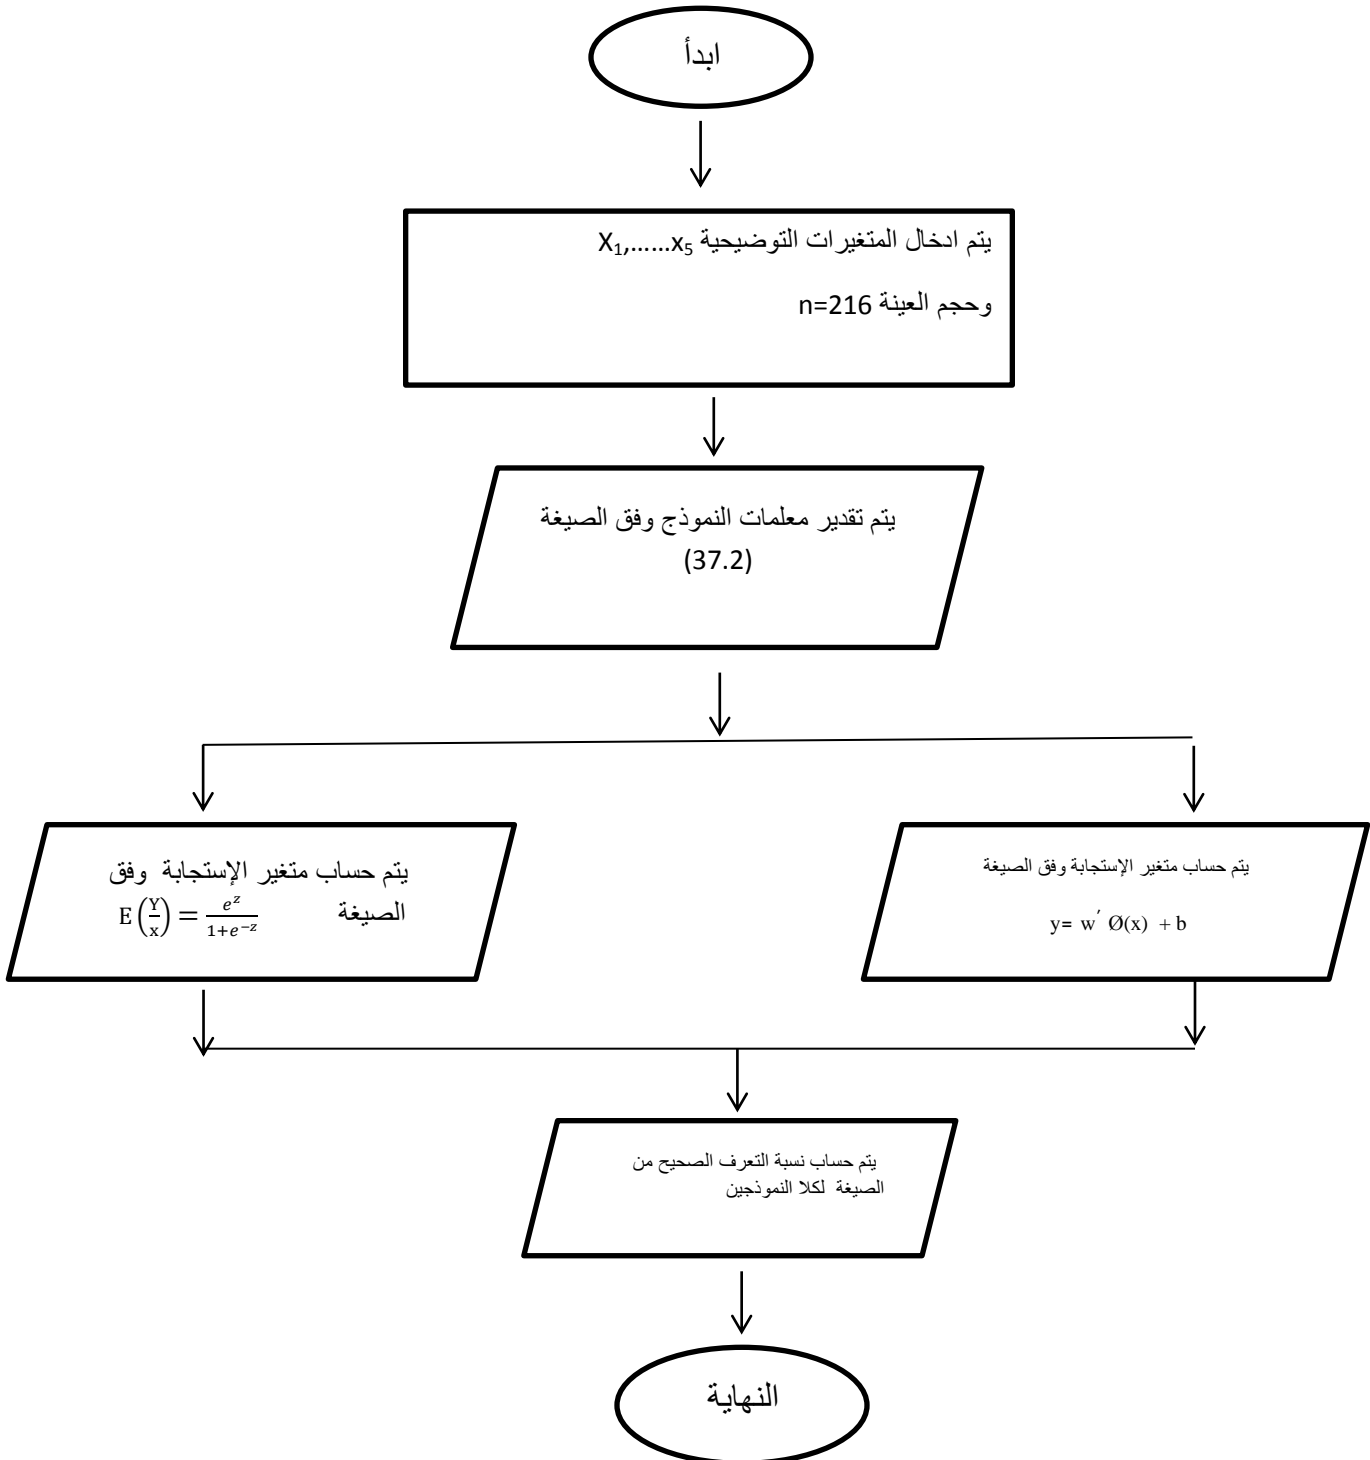 ابدأ
يتم ادخال المتغيرات التوضيحية X₁,......x₅
وحجم العينة n=216
يتم تقدير معلمات النموذج وفق الصيغة
(37.2)
يتم حساب متغير الإستجابة وفق الصيغة
y= w′ Ø(x) + b
يتم حساب متغير الإستجابة وفق
الصيغة E(Y/x) = e^z/(1+e^-z)
يتم حساب نسبة التعرف الصحيح من
الصيغة لكلا النموذجين
النهاية